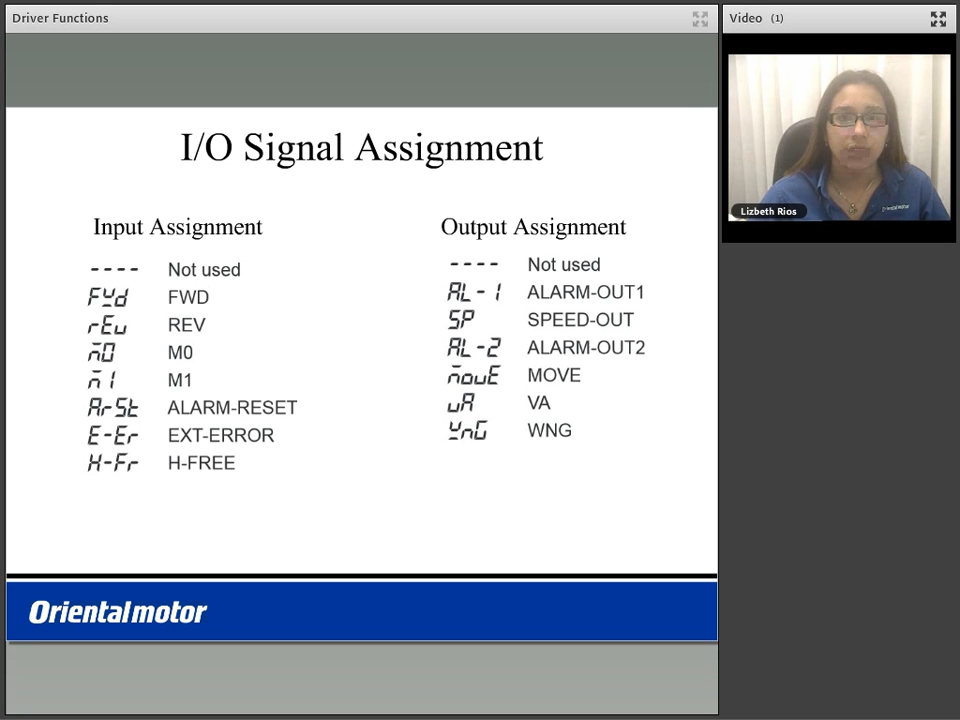 Driver Functions
Video (1)
I/O Signal Assignment
Input Assignment
---- Not used
Fwd FWD
rEv REV
M0 M0
M1 M1
ArSt ALARM-RESET
E-Er EXT-ERROR
H-Fr H-FREE
Output Assignment
---- Not used
AL-1 ALARM-OUT1
SP SPEED-OUT
AL-2 ALARM-OUT2
MovE MOVE
vA VA
WnG WNG
Orientalmotor
Lizbeth Rios
Orientalmotor